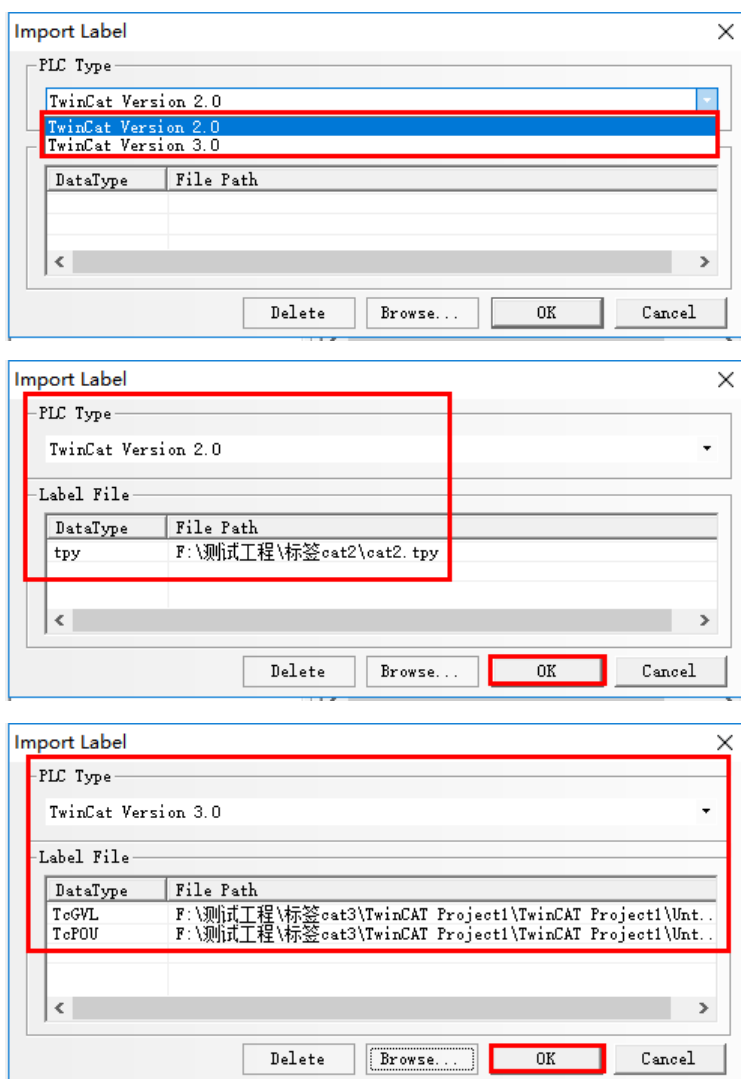 Import Label
PLC Type
TwinCat Version 2.0
TwinCat Version 2.0
TwinCat Version 3.0
DataType File Path
Delete Browse... OK Cancel
Import Label
PLC Type
TwinCat Version 2.0
Label File
DataType File Path
tpy F:\测试工程\标签cat2\cat2.tpy
Delete Browse... OK Cancel
Import Label
PLC Type
TwinCat Version 3.0
Label File
DataType File Path
TcGVL F:\测试工程\标签cat3\TwinCAT Project1\TwinCAT Project1\Unt..
TcPOU F:\测试工程\标签cat3\TwinCAT Project1\TwinCAT Project1\Unt..
Delete Browse... OK Cancel